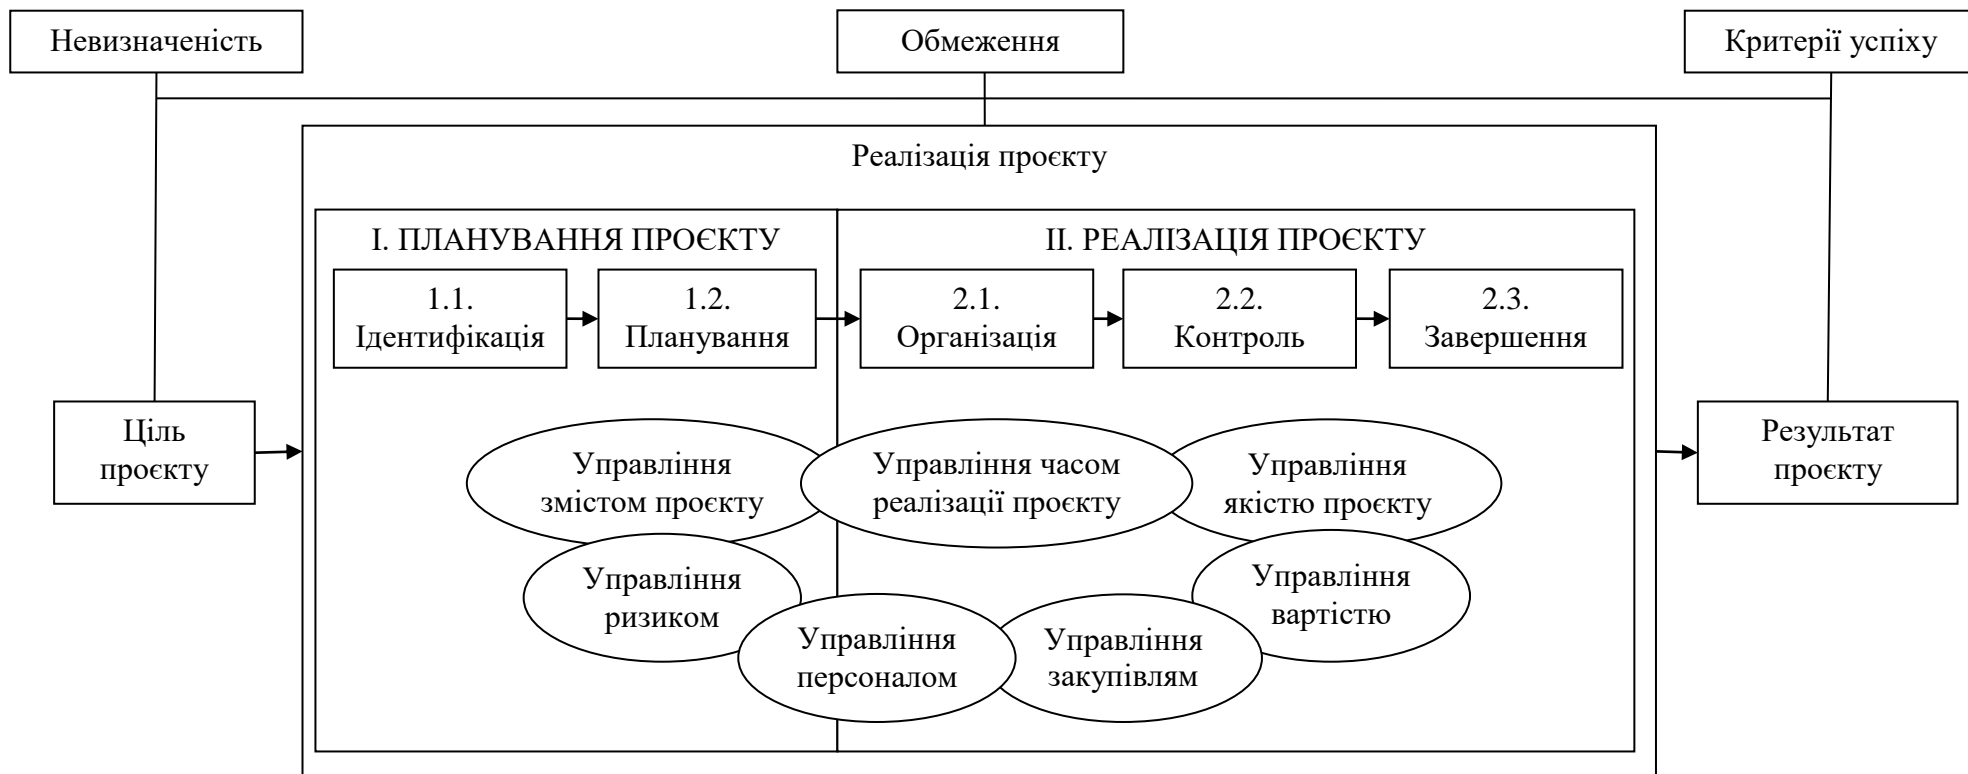 Невизначеність
Обмеження
Критерії успіху
Реалізація проєкту
І. ПЛАНУВАННЯ ПРОЄКТУ
ІІ. РЕАЛІЗАЦІЯ ПРОЄКТУ
1.1.
Ідентифікація
1.2.
Планування
2.1.
Організація
2.2.
Контроль
2.3.
Завершення
Ціль
проєкту
Управління
змістом проєкту
Управління часом
реалізації проєкту
Управління
якістю проєкту
Результат
проєкту
Управління
ризиком
Управління
персоналом
Управління
закупівлям
Управління
вартістю